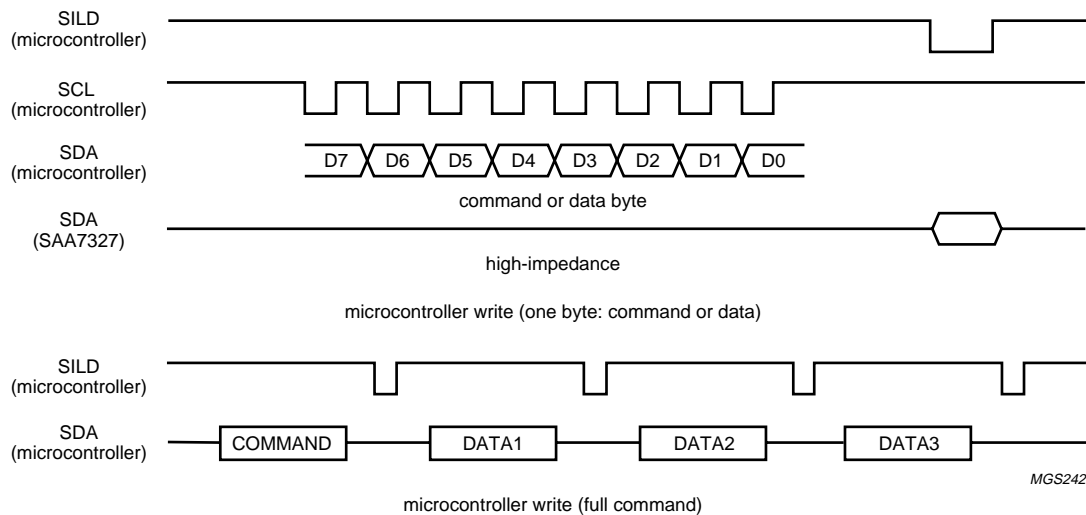 SILD
(microcontroller)
SCL
(microcontroller)
SDA
(microcontroller)
D7 D6 D5 D4 D3 D2 D1 D0
command or data byte
SDA
(SAA7327)
high-impedance
microcontroller write (one byte: command or data)
SILD
(microcontroller)
SDA
(microcontroller)
COMMAND DATA1 DATA2 DATA3
MGS242
microcontroller write (full command)